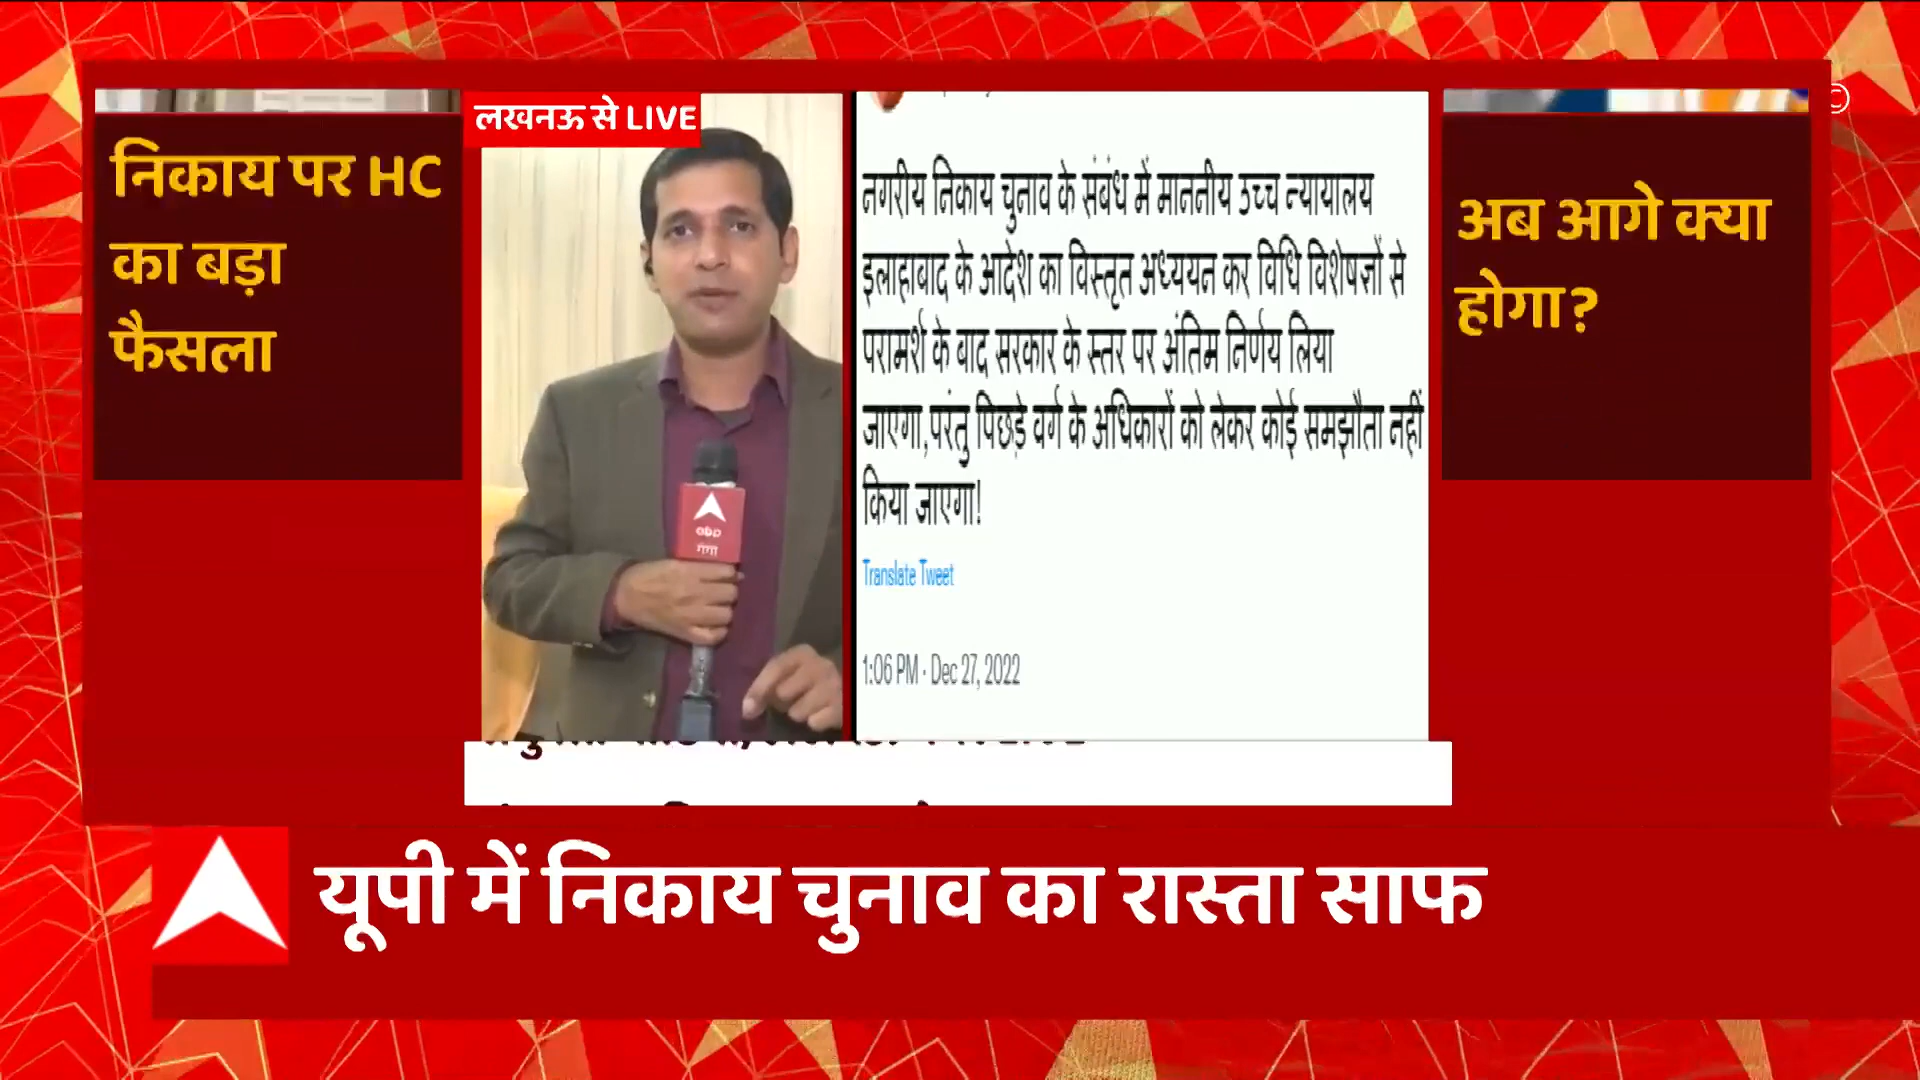 निकाय पर HC
का बड़ा
फैसला
लखनऊ से LIVE
abp
गंगा
नगरीय निकाय चुनाव के संबंध में माननीय उच्च न्यायालय
इलाहाबाद के आदेश का विस्तृत अध्ययन कर विधि विशेषज्ञों से
परामर्श के बाद सरकार के स्तर पर अंतिम निर्णय लिया
जाएगा,परंतु पिछड़े वर्ग के अधिकारों को लेकर कोई समझौता नहीं
किया जाएगा!
Translate Tweet
1:06 PM · Dec 27, 2022
अब आगे क्या
होगा?
©
यूपी में निकाय चुनाव का रास्ता साफ